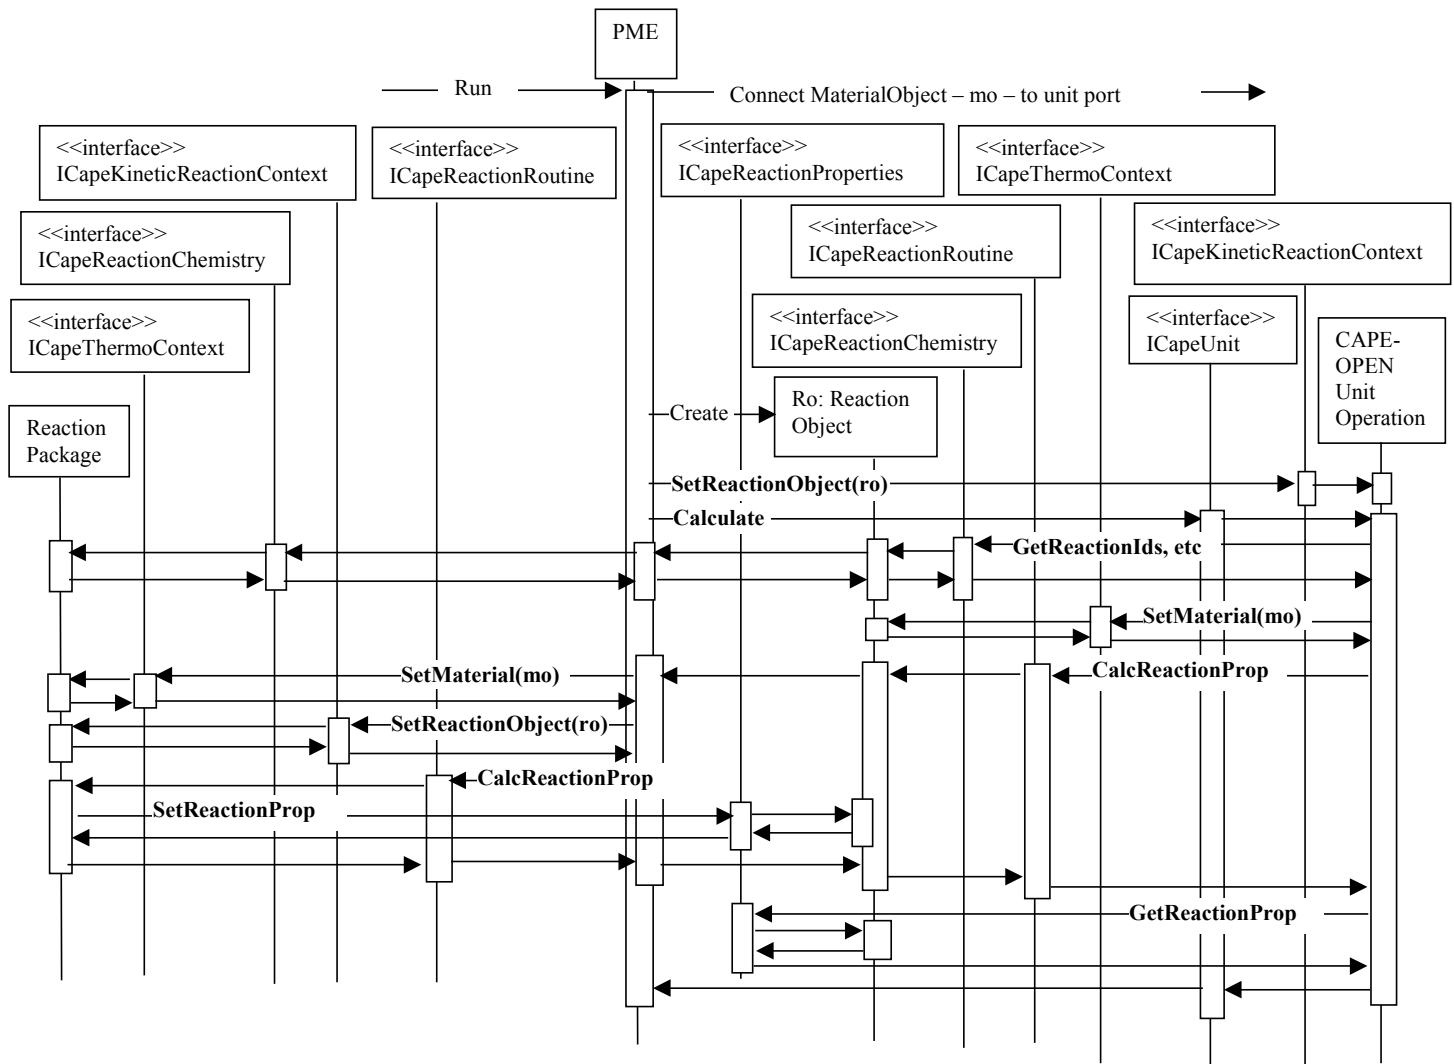 PME
Run
Connect MaterialObject – mo – to unit port
<<interface>>
ICapeKineticReactionContext
<<interface>>
ICapeReactionRoutine
<<interface>>
ICapeReactionProperties
<<interface>>
ICapeThermoContext
<<interface>>
ICapeReactionChemistry
<<interface>>
ICapeReactionRoutine
<<interface>>
ICapeKineticReactionContext
<<interface>>
ICapeThermoContext
<<interface>>
ICapeReactionChemistry
<<interface>>
ICapeUnit
CAPE-
OPEN
Unit
Operation
Reaction
Package
Create
Ro: Reaction
Object
SetReactionObject(ro)
Calculate
GetReactionIds, etc
SetMaterial(mo)
SetMaterial(mo)
CalcReactionProp
SetReactionObject(ro)
CalcReactionProp
SetReactionProp
GetReactionProp